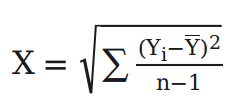 X = √∑ (Yᵢ−Y̅)² / n−1